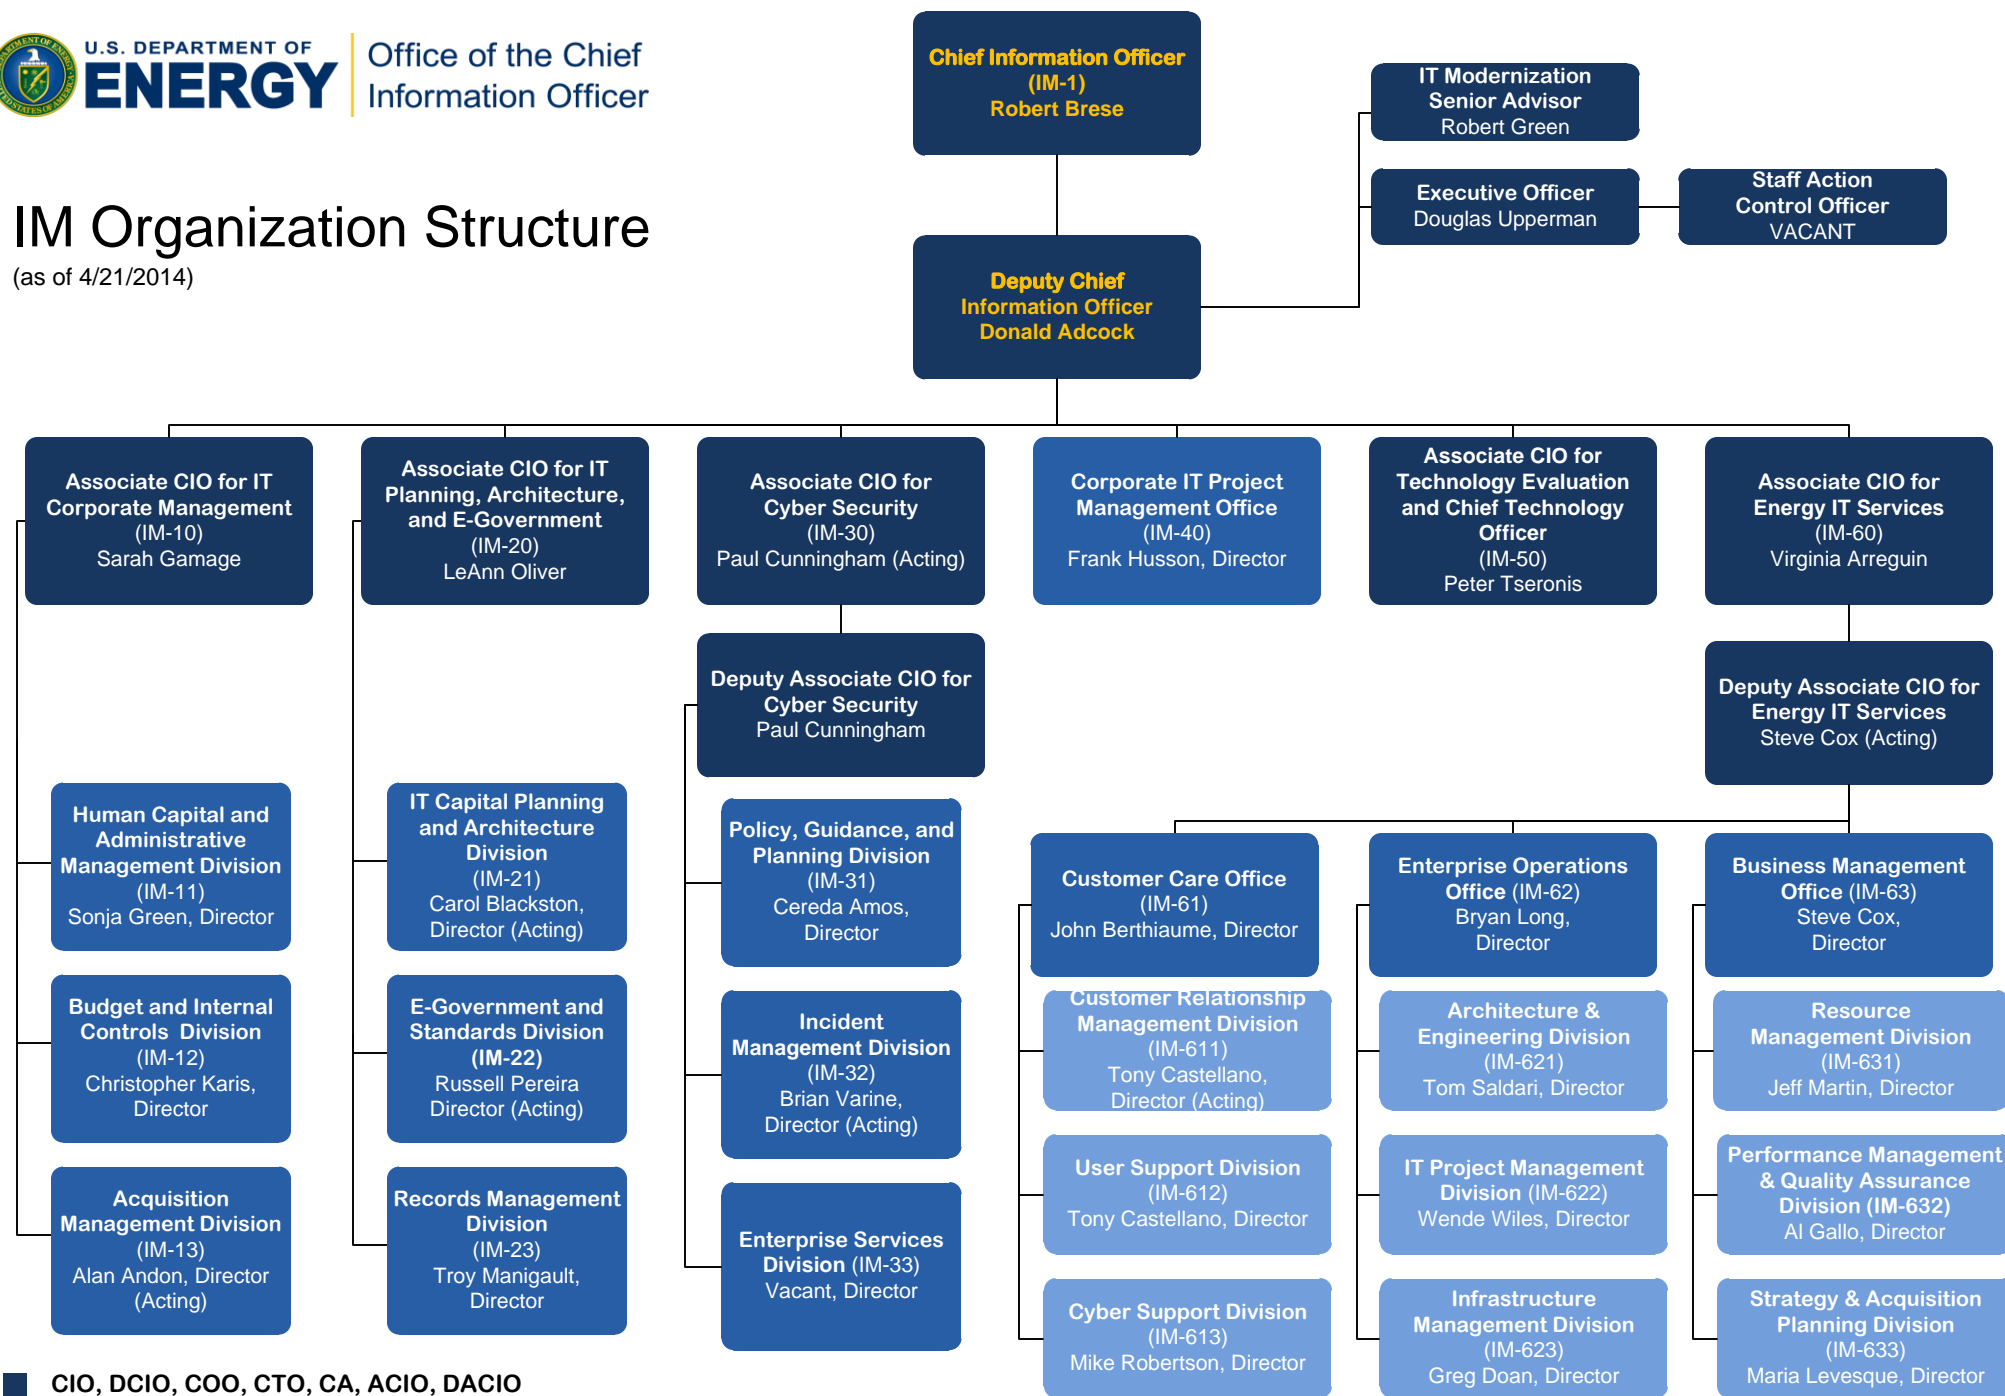 U.S. DEPARTMENT OF
ENERGY
Office of the Chief
Information Officer
IM Organization Structure
(as of 4/21/2014)
Chief Information Officer
(IM-1)
Robert Brese
IT Modernization
Senior Advisor
Robert Green
Executive Officer
Douglas Upperman
Staff Action
Control Officer
VACANT
Deputy Chief
Information Officer
Donald Adcock
Associate CIO for IT
Corporate Management
(IM-10)
Sarah Gamage
Associate CIO for IT
Planning, Architecture,
and E-Government
(IM-20)
LeAnn Oliver
Associate CIO for
Cyber Security
(IM-30)
Paul Cunningham (Acting)
Corporate IT Project
Management Office
(IM-40)
Frank Husson, Director
Associate CIO for
Technology Evaluation
and Chief Technology
Officer
(IM-50)
Peter Tseronis
Associate CIO for
Energy IT Services
(IM-60)
Virginia Arreguin
Deputy Associate CIO for
Cyber Security
Paul Cunningham
Deputy Associate CIO for
Energy IT Services
Steve Cox (Acting)
Human Capital and
Administrative
Management Division
(IM-11)
Sonja Green, Director
IT Capital Planning
and Architecture
Division
(IM-21)
Carol Blackston,
Director (Acting)
Policy, Guidance, and
Planning Division
(IM-31)
Cereda Amos,
Director
Customer Care Office
(IM-61)
John Berthiaume, Director
Enterprise Operations
Office (IM-62)
Bryan Long,
Director
Business Management
Office (IM-63)
Steve Cox,
Director
Budget and Internal
Controls Division
(IM-12)
Christopher Karis,
Director
E-Government and
Standards Division
(IM-22)
Russell Pereira
Director (Acting)
Incident
Management Division
(IM-32)
Brian Varine,
Director (Acting)
Customer Relationship
Management Division
(IM-611)
Tony Castellano,
Director (Acting)
Architecture &
Engineering Division
(IM-621)
Tom Saldari, Director
Resource
Management Division
(IM-631)
Jeff Martin, Director
Acquisition
Management Division
(IM-13)
Alan Andon, Director
(Acting)
Records Management
Division
(IM-23)
Troy Manigault,
Director
Enterprise Services
Division (IM-33)
Vacant, Director
User Support Division
(IM-612)
Tony Castellano, Director
IT Project Management
Division (IM-622)
Wende Wiles, Director
Performance Management
& Quality Assurance
Division (IM-632)
Al Gallo, Director
Cyber Support Division
(IM-613)
Mike Robertson, Director
Infrastructure
Management Division
(IM-623)
Greg Doan, Director
Strategy & Acquisition
Planning Division
(IM-633)
Maria Levesque, Director
CIO, DCIO, COO, CTO, CA, ACIO, DACIO